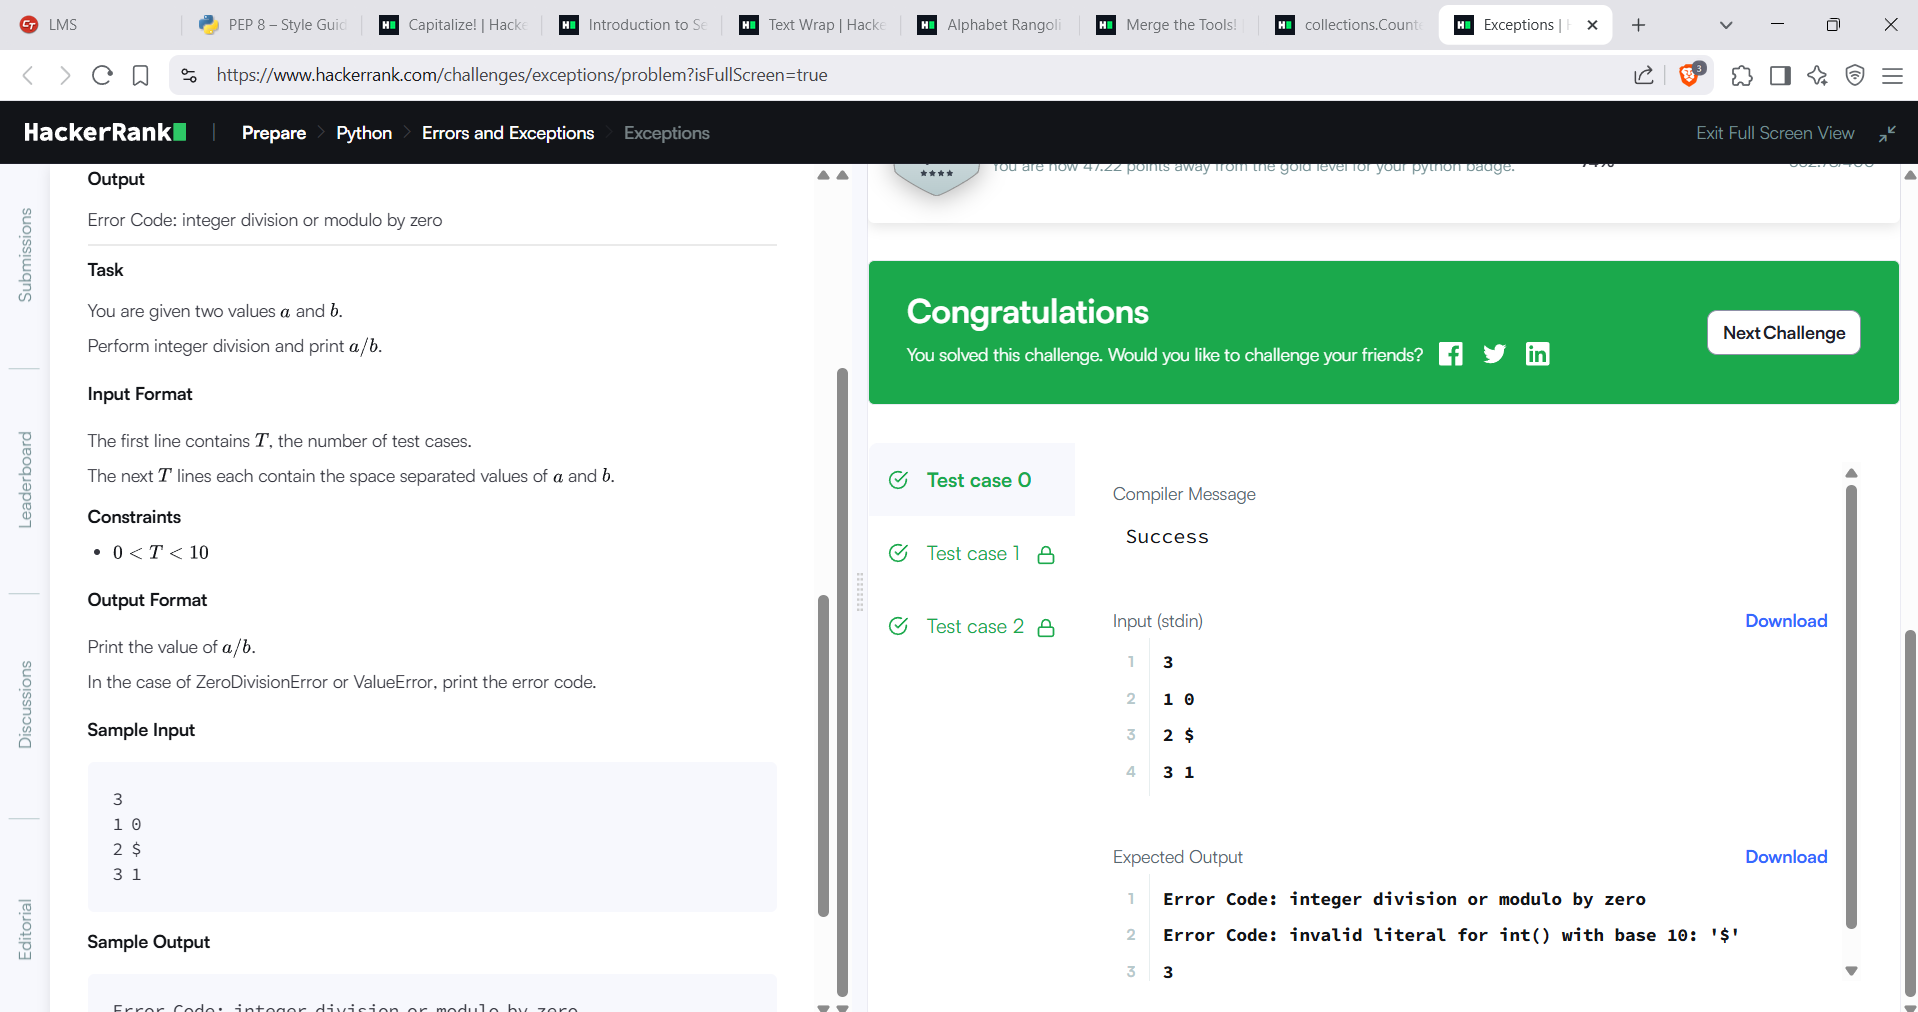 LMS
PEP 8 – Style Guid
Capitalize! | Hacke
Introduction to Se
Text Wrap | Hacke
Alphabet Rangoli
Merge the Tools!
collections.Counte
Exceptions |
https://www.hackerrank.com/challenges/exceptions/problem?isFullScreen=true
3
HackerRank
Prepare
Python
Errors and Exceptions
Exceptions
Exit Full Screen View
Submissions
Leaderboard
Discussions
Editorial
Output
Error Code: integer division or modulo by zero
Task
You are given two values a and b.
Perform integer division and print a/b.
Input Format
The first line contains T, the number of test cases.
The next T lines each contain the space separated values of a and b.
Constraints
• 0 < T < 10
Output Format
Print the value of a/b.
In the case of ZeroDivisionError or ValueError, print the error code.
Sample Input
3
1 0
2 $
3 1
Sample Output
Error Code: integer division or modulo by zero
You are now 47.22 points away from the gold level for your python badge.
Congratulations
You solved this challenge. Would you like to challenge your friends?
Next Challenge
Test case 0
Test case 1
Test case 2
Compiler Message
Success
Input (stdin)
Download
1 3
2 1 0
3 2 $
4 3 1
Expected Output
Download
1 Error Code: integer division or modulo by zero
2 Error Code: invalid literal for int() with base 10: '$'
3 3